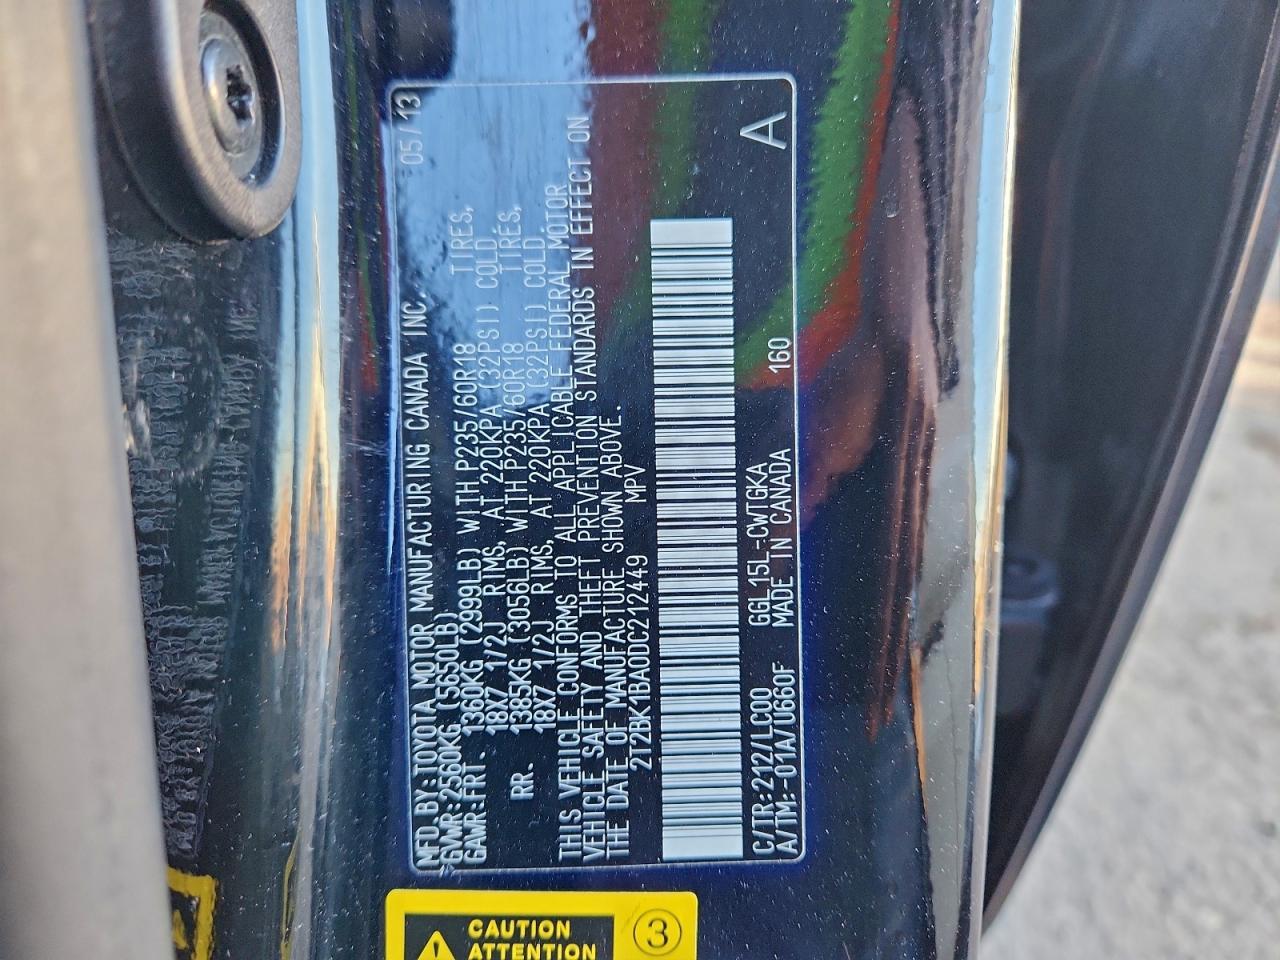 MFD.BY:TOYOTA MOTOR MANUFACTURING CANADA INC. 05/13
GVWR:2560KG (5650LB)
GAWR:FRT. 1360KG (2999LB) WITH P235/60R18 TIRES,
18X7 1/2J RIMS, AT 220KPA (32PSI) COLD
RR. 1385KG (3056LB) WITH P235/60R18 TIRES,
18X7 1/2J RIMS, AT 220KPA (32PSI) COLD.
THIS VEHICLE CONFORMS TO ALL APPLICABLE FEDERAL MOTOR
VEHICLE SAFETY AND THEFT PREVENTION STANDARDS IN EFFECT ON
THE DATE OF MANUFACTURE SHOWN ABOVE.
2T2BK1BA0DC212449 MPV
C/TR:212/LC00 GGL15L-CWTGKA 160 A
A/TM:-01A/U660F MADE IN CANADA
CAUTION
ATTENTION
3